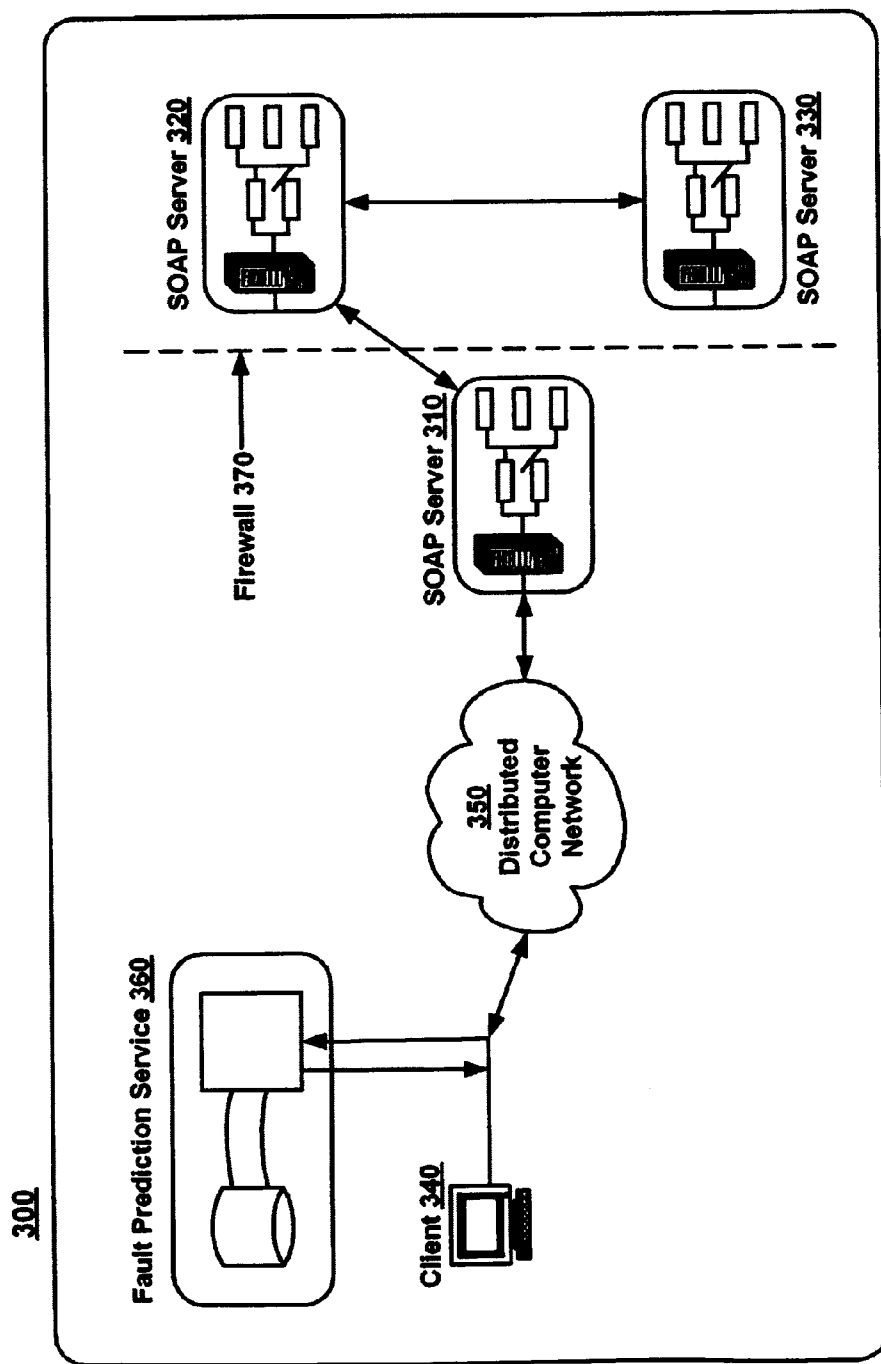 300
Fault Prediction Service 360
Client 340
350
Distributed
Computer
Network
Firewall 370
SOAP Server 310
SOAP Server 320
SOAP Server 330